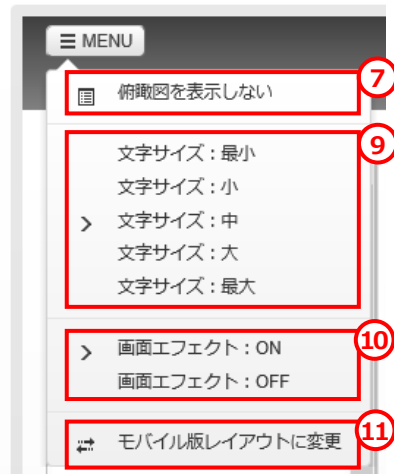 MENU
俯瞰図を表示しない
⑦
文字サイズ：最小
⑨
文字サイズ：小
文字サイズ：中
文字サイズ：大
文字サイズ：最大
画面エフェクト：ON
⑩
画面エフェクト：OFF
モバイル版レイアウトに変更
⑪